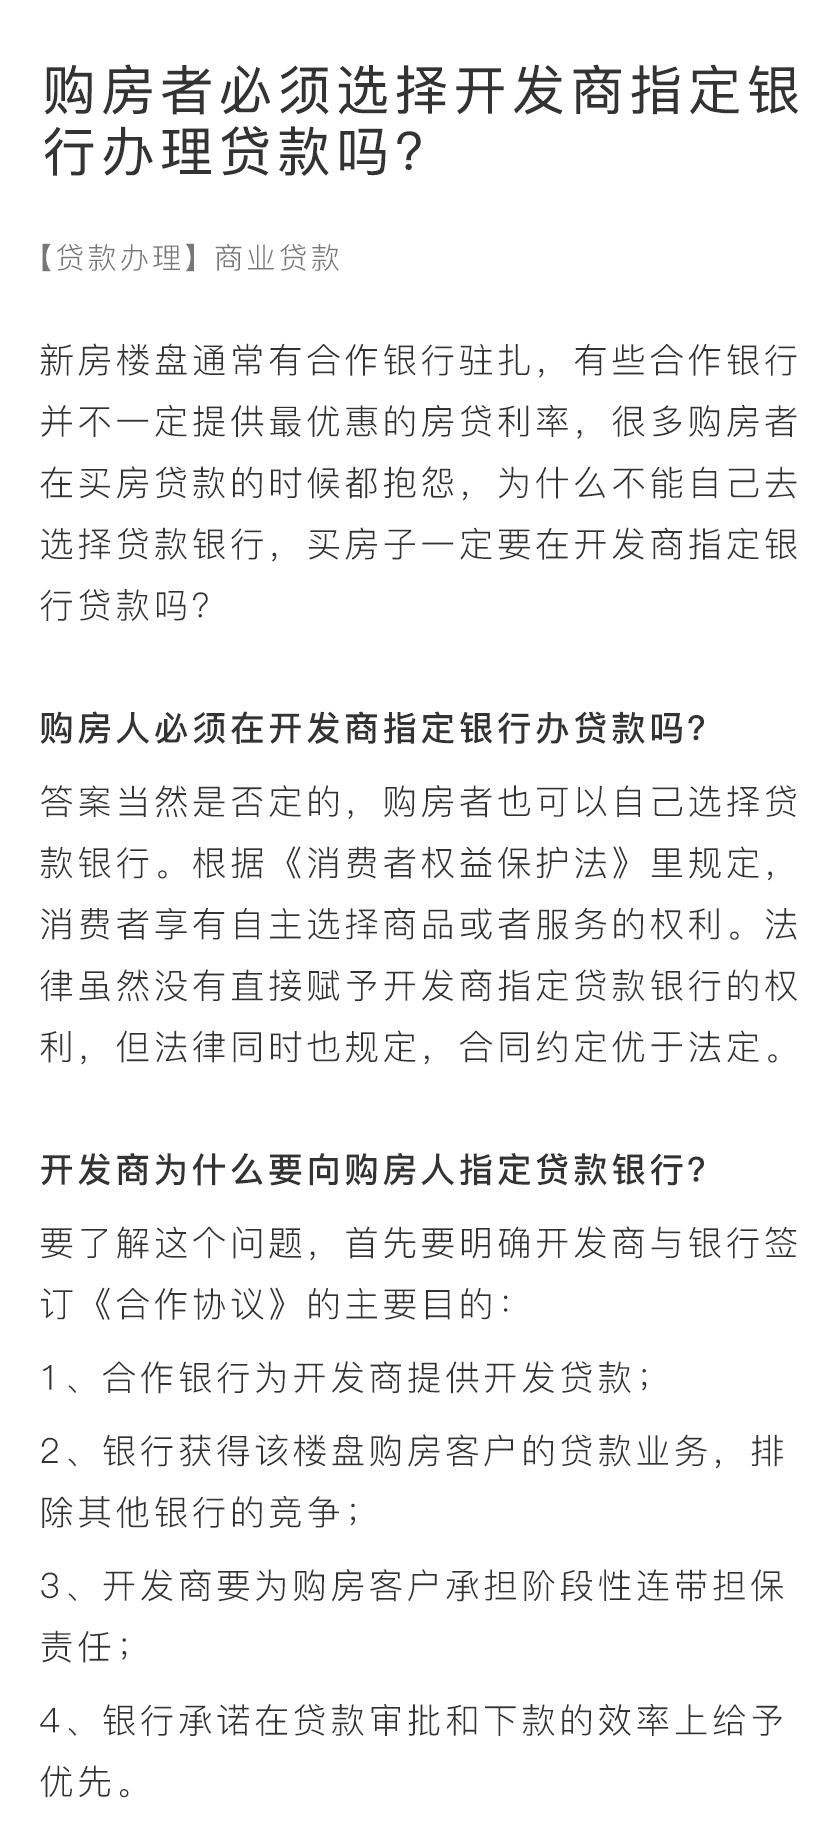 购房者必须选择开发商指定银
行办理贷款吗?
【贷款办理】商业贷款
新房楼盘通常有合作银行驻扎，有些合作银行
并不一定提供最优惠的房贷利率，很多购房者
在买房贷款的时候都抱怨，为什么不能自己去
选择贷款银行，买房子一定要在开发商指定银
行贷款吗?
购房人必须在开发商指定银行办贷款吗?
答案当然是否定的，购房者也可以自己选择贷
款银行。根据《消费者权益保护法》里规定，
消费者享有自主选择商品或者服务的权利。法
律虽然没有直接赋予开发商指定贷款银行的权
利，但法律同时也规定，合同约定优于法定。
开发商为什么要向购房人指定贷款银行?
要了解这个问题，首先要明确开发商与银行签
订《合作协议》的主要目的：
1、合作银行为开发商提供开发贷款；
2、银行获得该楼盘购房客户的贷款业务，排
除其他银行的竞争；
3、开发商要为购房客户承担阶段性连带担保
责任；
4、银行承诺在贷款审批和下款的效率上给予
优先。